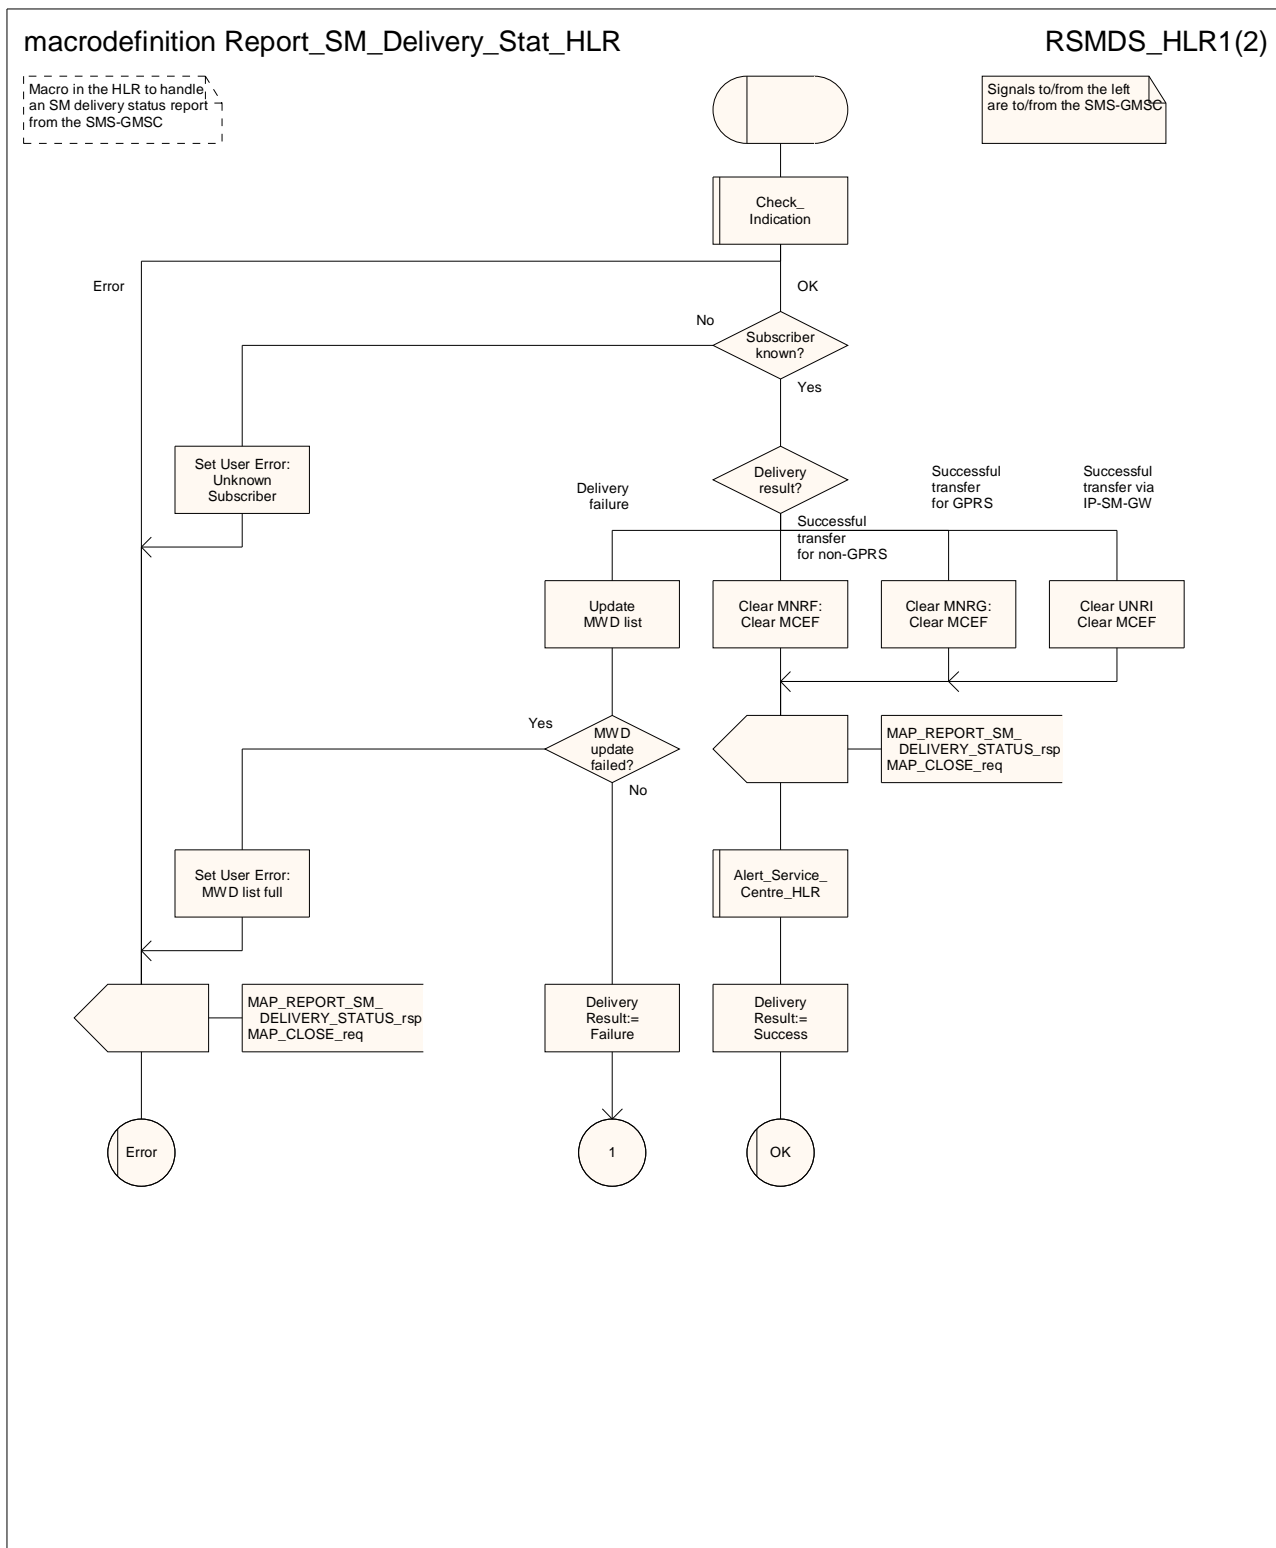 macrodefinition Report_SM_Delivery_Stat_HLR
RSMDS_HLR1(2)
Macro in the HLR to handle
an SM delivery status report
from the SMS-GMSC
Signals to/from the left
are to/from the SMS-GMSC
Check_
Indication
Error
OK
No
Subscriber
known?
Yes
Set User Error:
Unknown
Subscriber
Delivery
result?
Delivery
failure
Successful
transfer
for non-GPRS
Successful
transfer
for GPRS
Successful
transfer via
IP-SM-GW
Update
MWD list
Clear MNRF:
Clear MCEF
Clear MNRG:
Clear MCEF
Clear UNRI
Clear MCEF
Yes
MWD
update
failed?
No
MAP_REPORT_SM_
DELIVERY_STATUS_rsp
MAP_CLOSE_req
Set User Error:
MWD list full
Alert_Service_
Centre_HLR
MAP_REPORT_SM_
DELIVERY_STATUS_rsp
MAP_CLOSE_req
Delivery
Result:=
Failure
Delivery
Result:=
Success
Error
1
OK